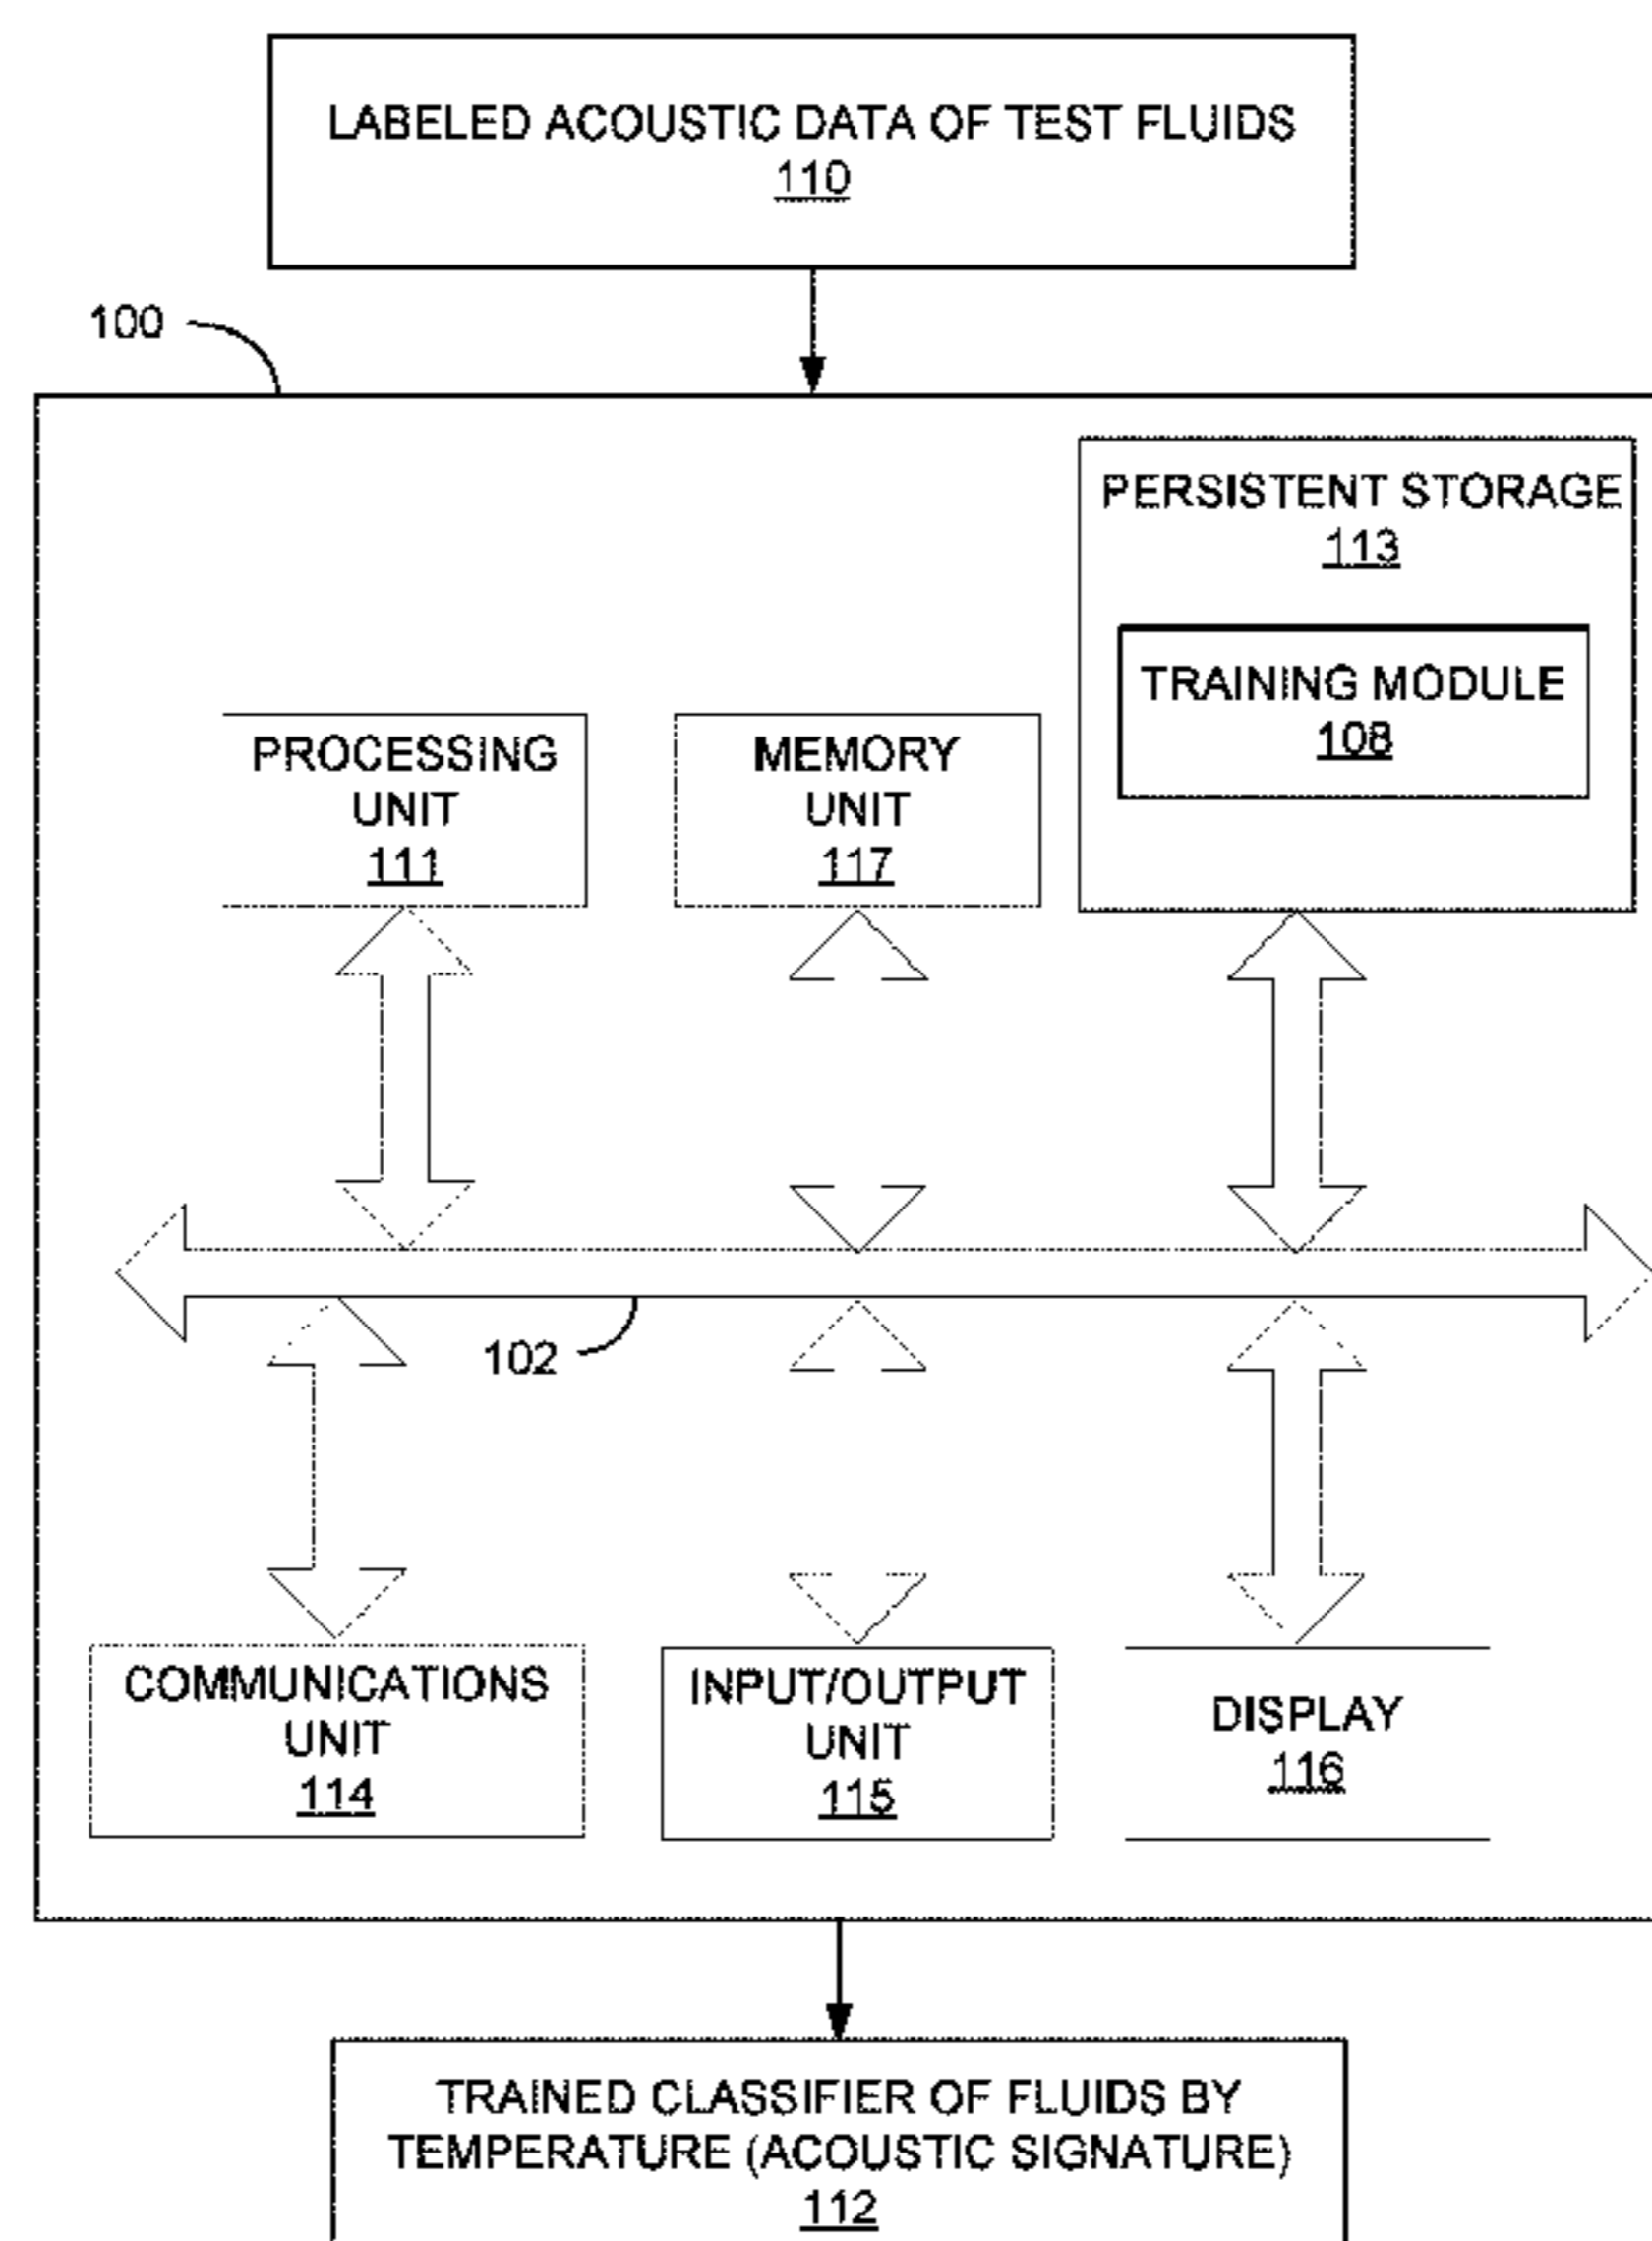 LABELED ACOUSTIC DATA OF TEST FLUIDS
110
100
PERSISTENT STORAGE
113
TRAINING MODULE
108
PROCESSING
UNIT
111
MEMORY
UNIT
117
102
COMMUNICATIONS
UNIT
114
INPUT/OUTPUT
UNIT
115
DISPLAY
116
TRAINED CLASSIFIER OF FLUIDS BY
TEMPERATURE (ACOUSTIC SIGNATURE)
112